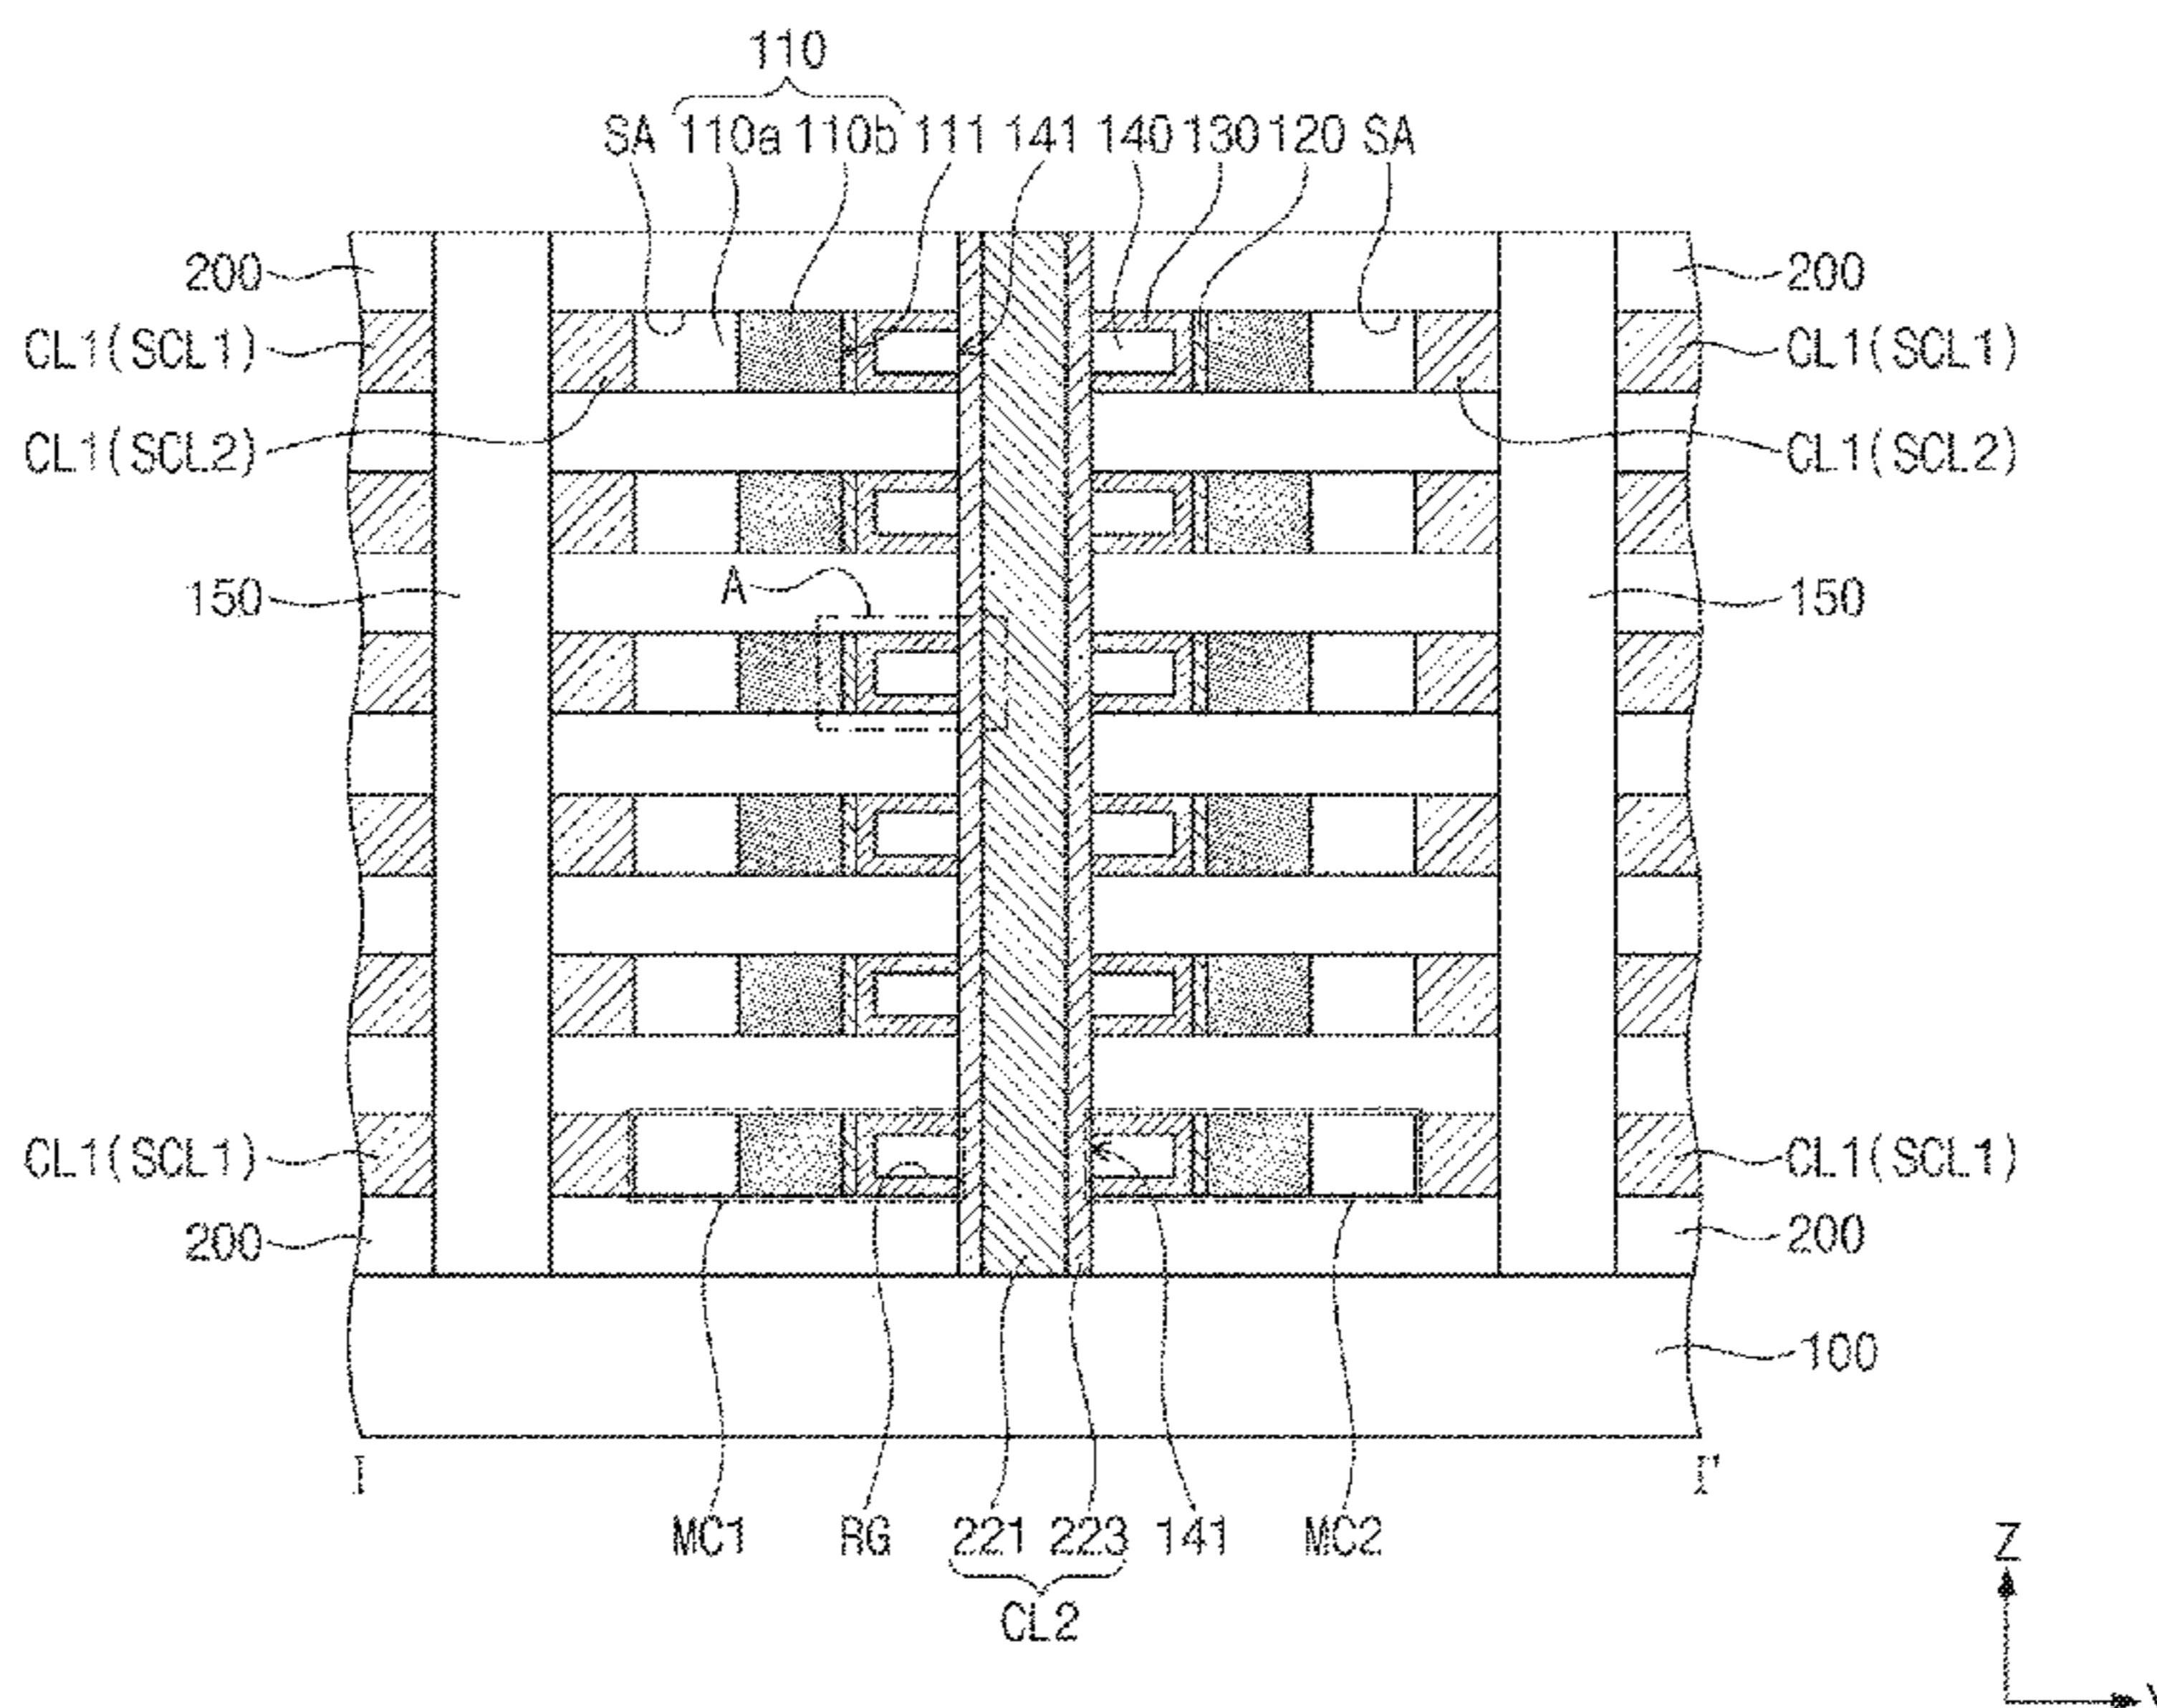 110
SA 110a 110b 111 141 140 130 120 SA
200 200
CL1(SCL1) CL1(SCL1)
CL1(SCL2) CL1(SCL2)
A
150 150
CL1(SCL1) CL1(SCL1)
200 200
100
I I'
MC1 RG 221 223 141 MC2
CL2
Z